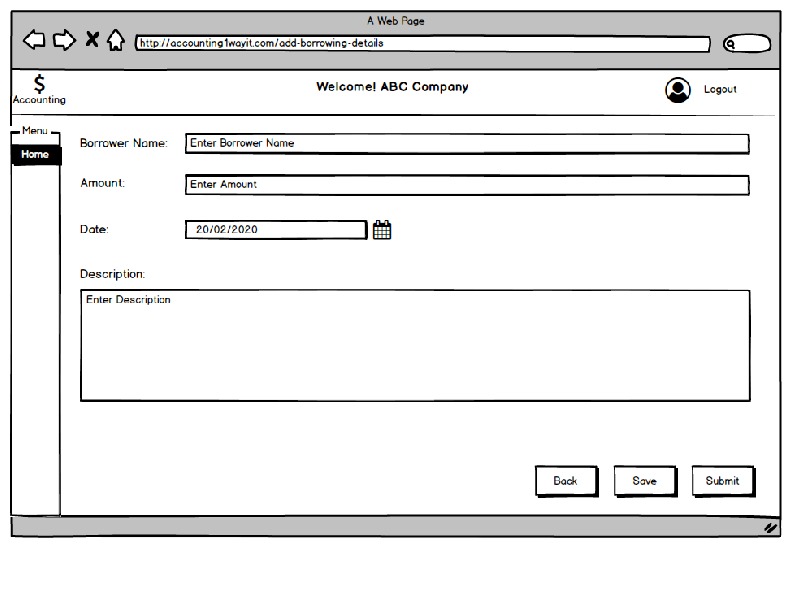 A Web Page
http://accounting1wayit.com/add-borrowing-details
$
Accounting
Welcome! ABC Company
Logout
Menu
Home
Borrower Name:
Enter Borrower Name
Amount:
Enter Amount
Date:
20/02/2020
Description:
Enter Description
Back
Save
Submit